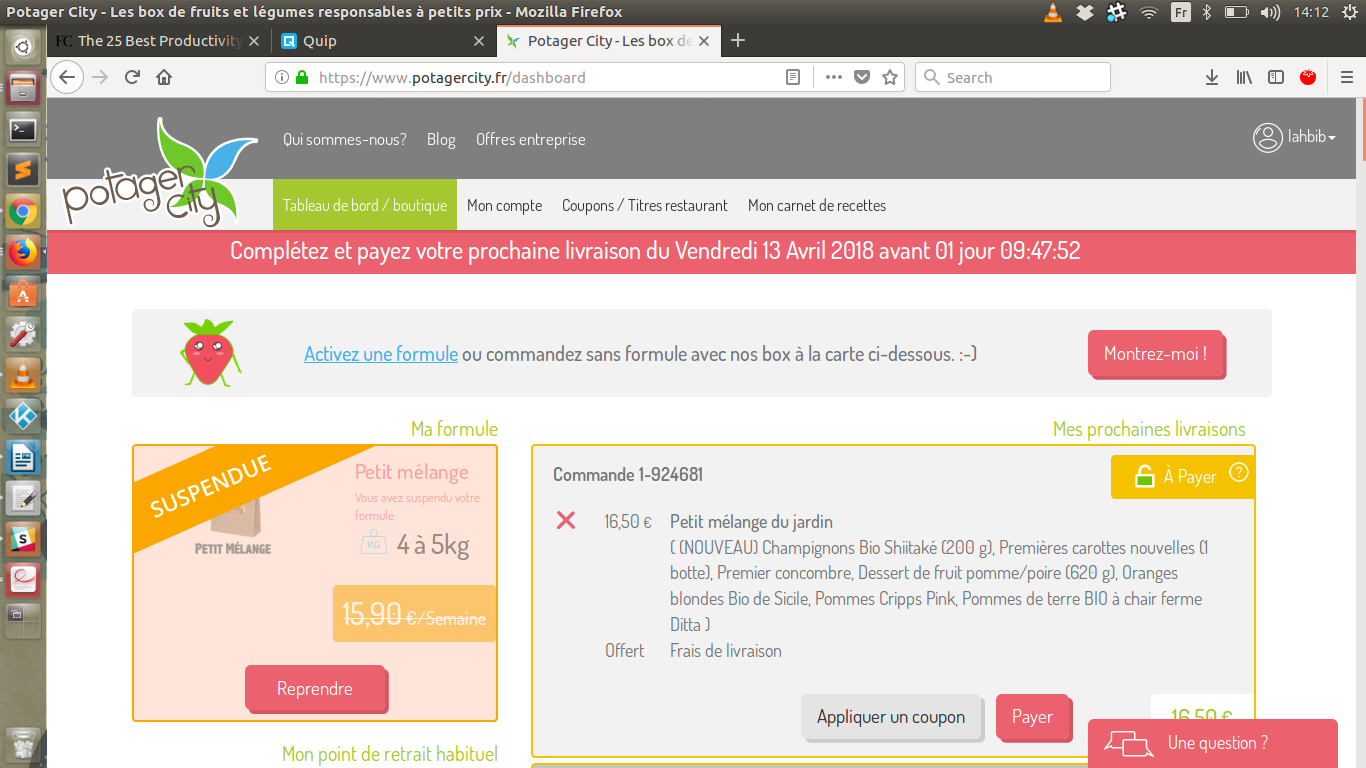 Potager City - Les box de fruits et légumes responsables à petits prix - Mozilla Firefox
Fr
14:12
FC The 25 Best Productivity
Quip
Potager City - Les box de
https://www.potagercity.fr/dashboard
Search
potager city
Qui sommes-nous?
Blog
Offres entreprise
lahbib
Tableau de bord / boutique
Mon compte
Coupons / Titres restaurant
Mon carnet de recettes
Complétez et payez votre prochaine livraison du Vendredi 13 Avril 2018 avant 01 jour 09:47:52
Activez une formule ou commandez sans formule avec nos box à la carte ci-dessous. :-)
Montrez-moi !
Ma formule
SUSPENDUE
PETIT MÉLANGE
Petit mélange
Vous avez suspendu votre
formule
KG
4 à 5kg
15,90 €/Semaine
Reprendre
Mon point de retrait habituel
Mes prochaines livraisons
Commande 1-924681
À Payer
?
16,50 €
Petit mélange du jardin
( (NOUVEAU) Champignons Bio Shiitaké (200 g), Premières carottes nouvelles (1
botte), Premier concombre, Dessert de fruit pomme/poire (620 g), Oranges
blondes Bio de Sicile, Pommes Cripps Pink, Pommes de terre BIO à chair ferme
Ditta )
Offert
Frais de livraison
Appliquer un coupon
Payer
16,50 €
Une question ?